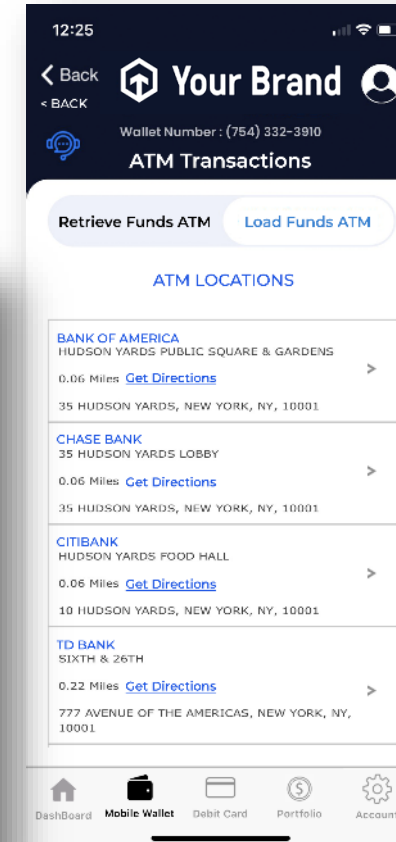 12:25
Back
< BACK
Your Brand
Wallet Number : (754) 332-3910
ATM Transactions
Retrieve Funds ATM Load Funds ATM
ATM LOCATIONS
BANK OF AMERICA
HUDSON YARDS PUBLIC SQUARE & GARDENS
0.06 Miles Get Directions
35 HUDSON YARDS, NEW YORK, NY, 10001
CHASE BANK
35 HUDSON YARDS LOBBY
0.06 Miles Get Directions
35 HUDSON YARDS, NEW YORK, NY, 10001
CITIBANK
HUDSON YARDS FOOD HALL
0.06 Miles Get Directions
10 HUDSON YARDS, NEW YORK, NY, 10001
TD BANK
SIXTH & 26TH
0.22 Miles Get Directions
777 AVENUE OF THE AMERICAS, NEW YORK, NY,
10001
DashBoard Mobile Wallet Debit Card Portfolio Account